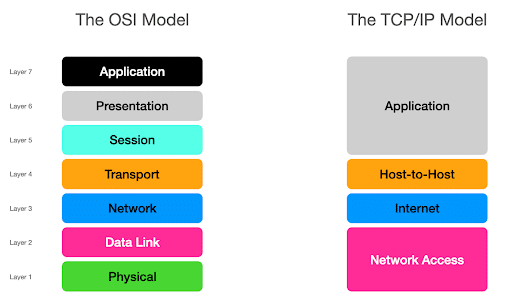 The OSI Model
The TCP/IP Model
Layer 7
Application
Layer 6
Presentation
Application
Layer 5
Session
Layer 4
Transport
Host-to-Host
Layer 3
Network
Internet
Layer 2
Data Link
Network Access
Layer 1
Physical